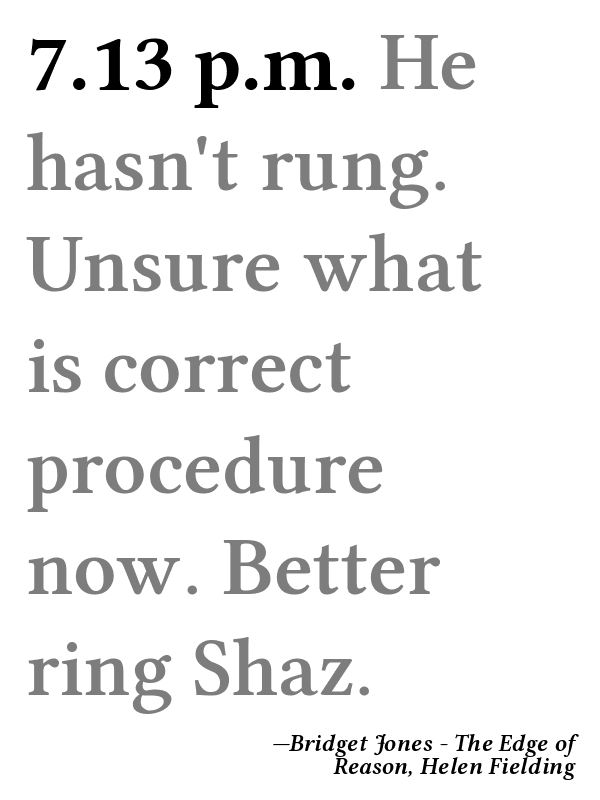 7.13 p.m. He
hasn't rung.
Unsure what
is correct
procedure
now. Better
ring Shaz.
—Bridget Jones - The Edge of
Reason, Helen Fielding